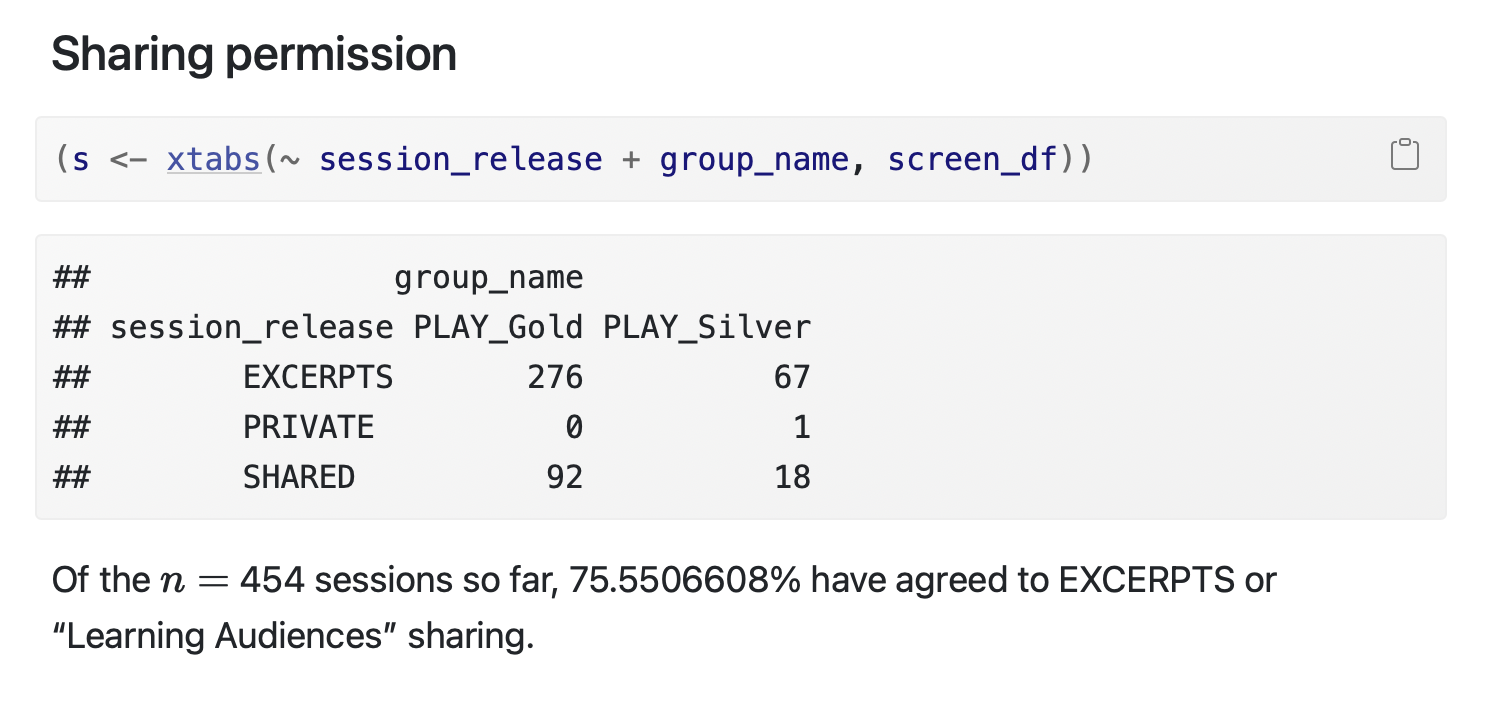 Sharing permission
(s <- xtabs(~ session_release + group_name, screen_df))
##                group_name
## session_release PLAY_Gold PLAY_Silver
##        EXCERPTS       276          67
##        PRIVATE          0           1
##        SHARED          92          18
Of the n = 454 sessions so far, 75.5506608% have agreed to EXCERPTS or
“Learning Audiences” sharing.